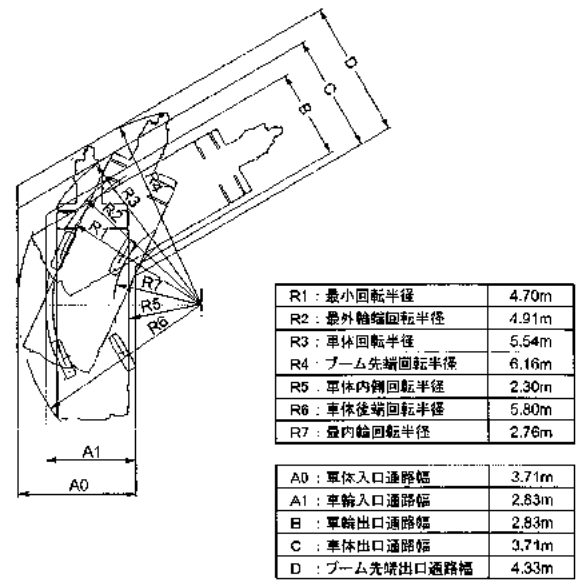 D
C
B
R4
R3
R2
R1
R7
R5
R6
A1
A0
R1 : 最小回転半径 4.70m
R2 : 最外輪端回転半径 4.91m
R3 : 車体回転半径 5.54m
R4 : ブーム先端回転半径 6.16m
R5 : 車体内側回転半径 2.30m
R6 : 車体後端回転半径 5.80m
R7 : 最内輪回転半径 2.76m
A0 : 車体入口通路幅 3.71m
A1 : 車輪入口通路幅 2.83m
B : 車輪出口通路幅 2.83m
C : 車体出口通路幅 3.71m
D : ブーム先端出口通路幅 4.33m